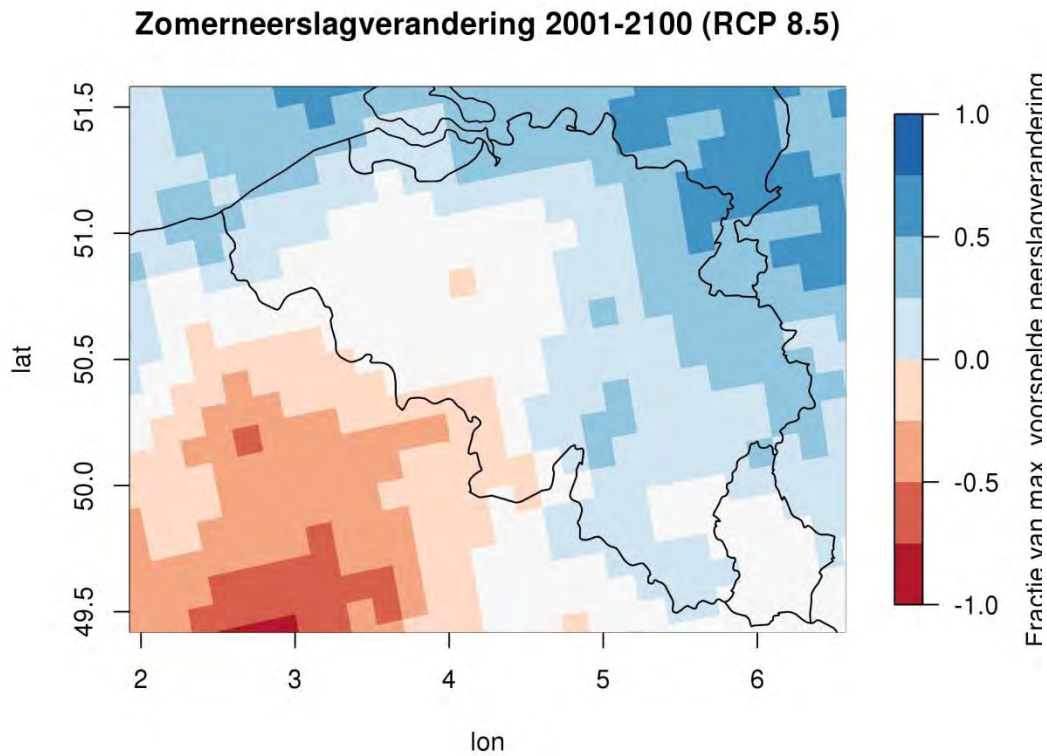 Zomerneerslagverandering 2001-2100 (RCP 8.5)
lat
51.5
51.0
50.5
50.0
49.5
2 3 4 5 6
lon
1.0
0.5
0.0
-0.5
-1.0
Fractie van max. voorspelde neerslagverandering